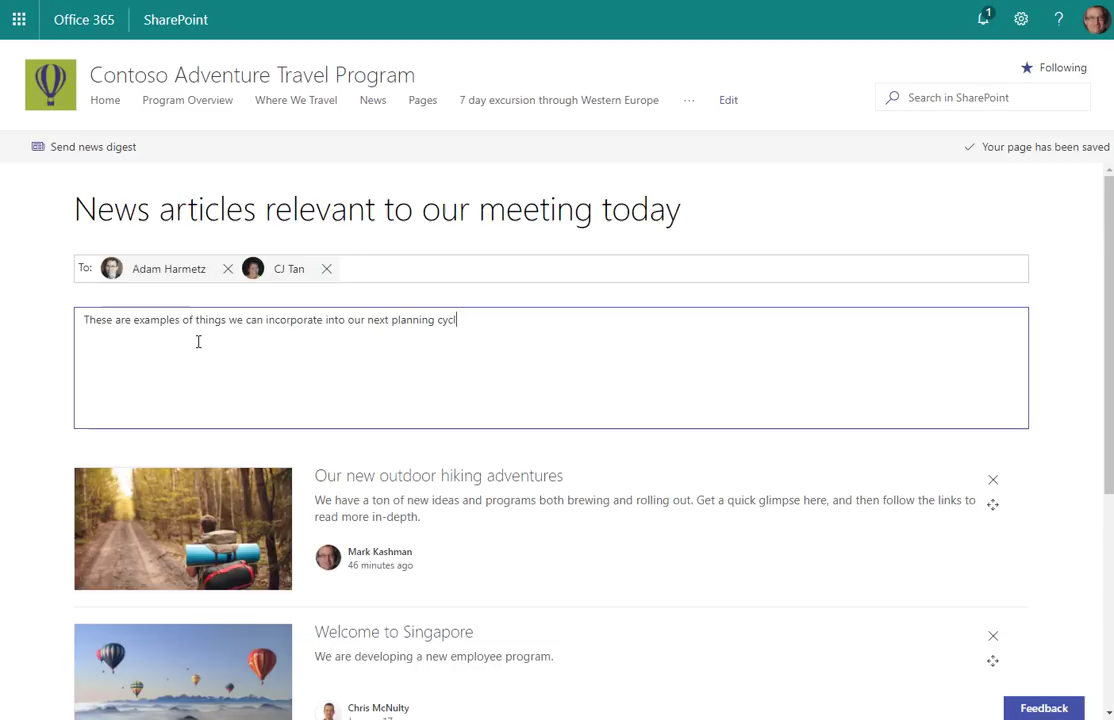 Office 365
SharePoint
1
?
Contoso Adventure Travel Program
Following
Home
Program Overview
Where We Travel
News
Pages
7 day excursion through Western Europe
...
Edit
Search in SharePoint
Send news digest
Your page has been saved
News articles relevant to our meeting today
To:
Adam Harmetz
CJ Tan
These are examples of things we can incorporate into our next planning cycl
Our new outdoor hiking adventures
We have a ton of new ideas and programs both brewing and rolling out. Get a quick glimpse here, and then follow the links to
read more in-depth.
Mark Kashman
46 minutes ago
Welcome to Singapore
We are developing a new employee program.
Chris McNulty
Feedback